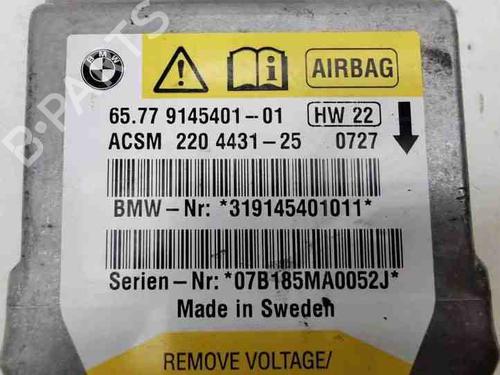 BMW
AIRBAG
65.77 9145401-01 HW 22
ACSM 220 4431-25 0727
BMW-Nr: *319145401011*
Serien-Nr: *07B185MA0052J*
Made in Sweden
REMOVE VOLTAGE/
B-PARTS